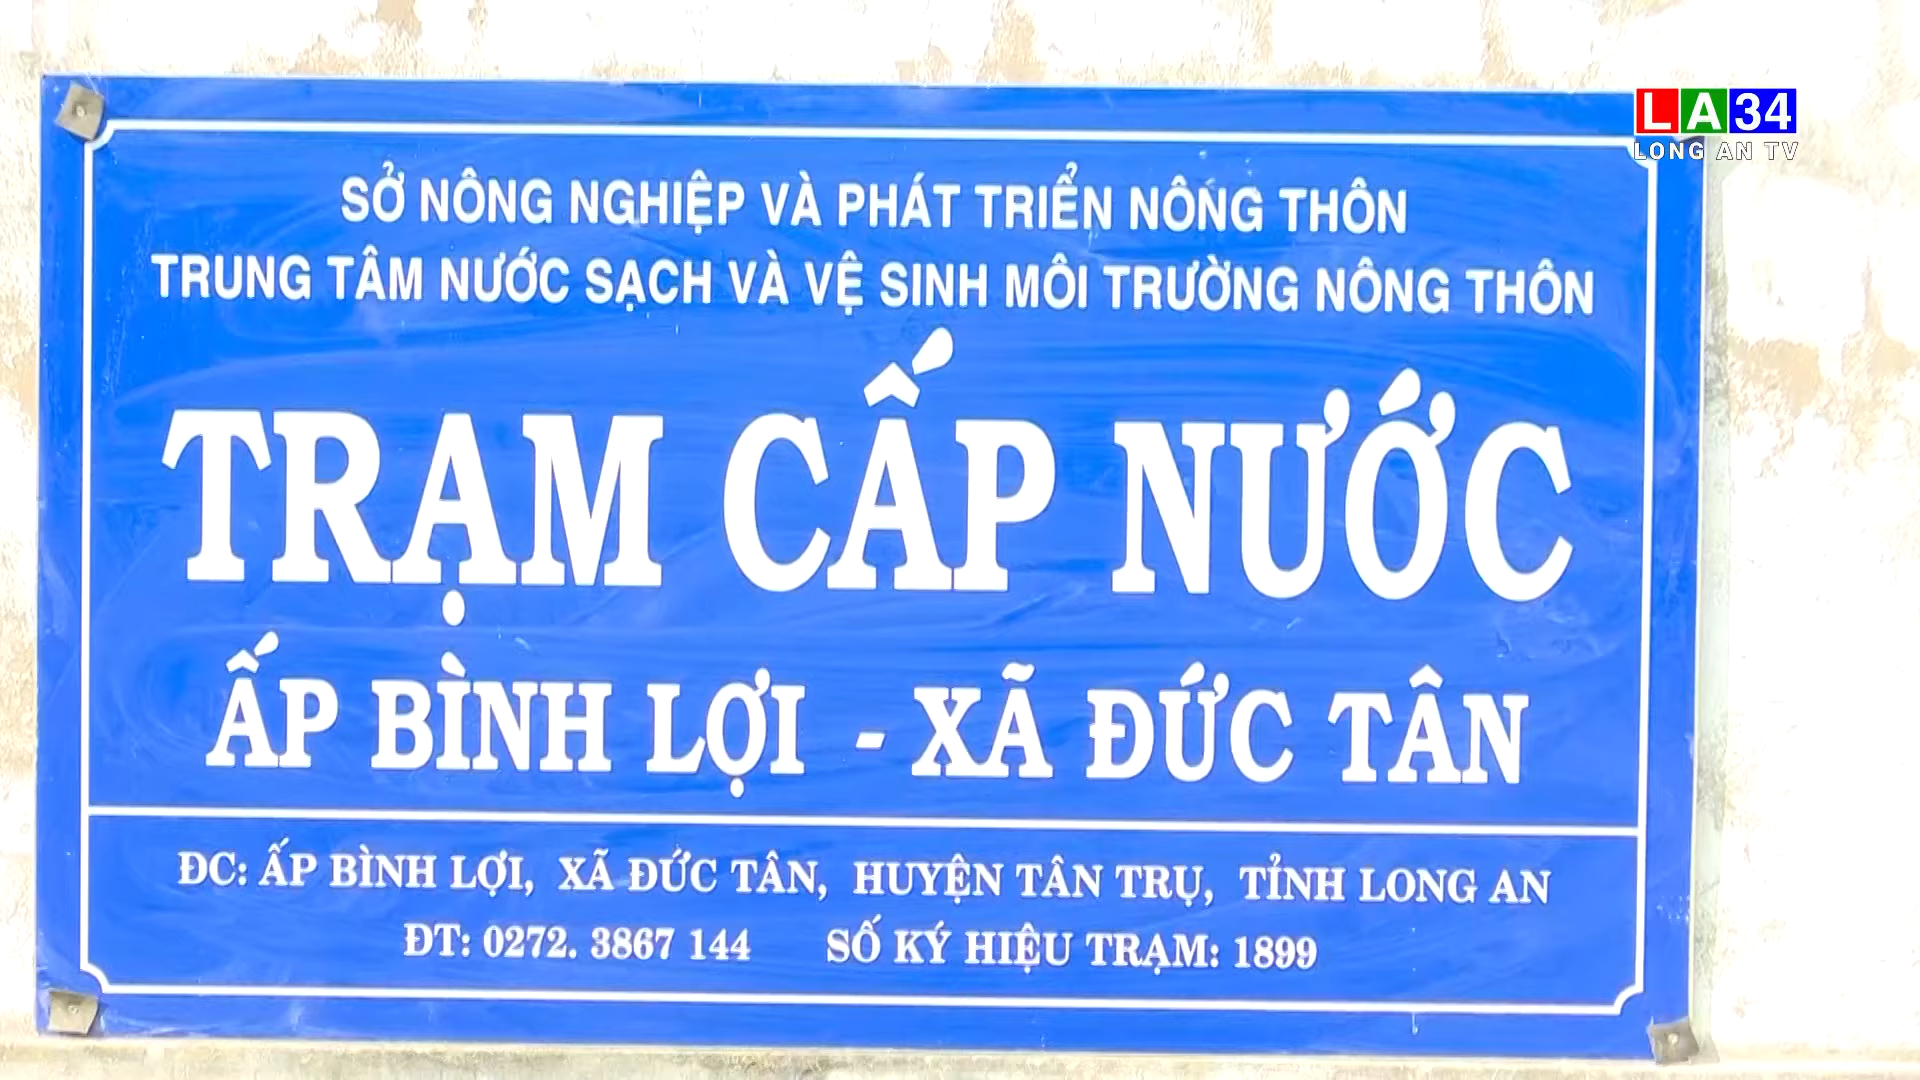 LA34
LONG AN TV
SỞ NÔNG NGHIỆP VÀ PHÁT TRIỂN NÔNG THÔN
TRUNG TÂM NƯỚC SẠCH VÀ VỆ SINH MÔI TRƯỜNG NÔNG THÔN
TRẠM CẤP NƯỚC
ẤP BÌNH LỢI - XÃ ĐỨC TÂN
ĐC: ẤP BÌNH LỢI, XÃ ĐỨC TÂN, HUYỆN TÂN TRỤ, TỈNH LONG AN
ĐT: 0272. 3867 144 SỐ KÝ HIỆU TRẠM: 1899